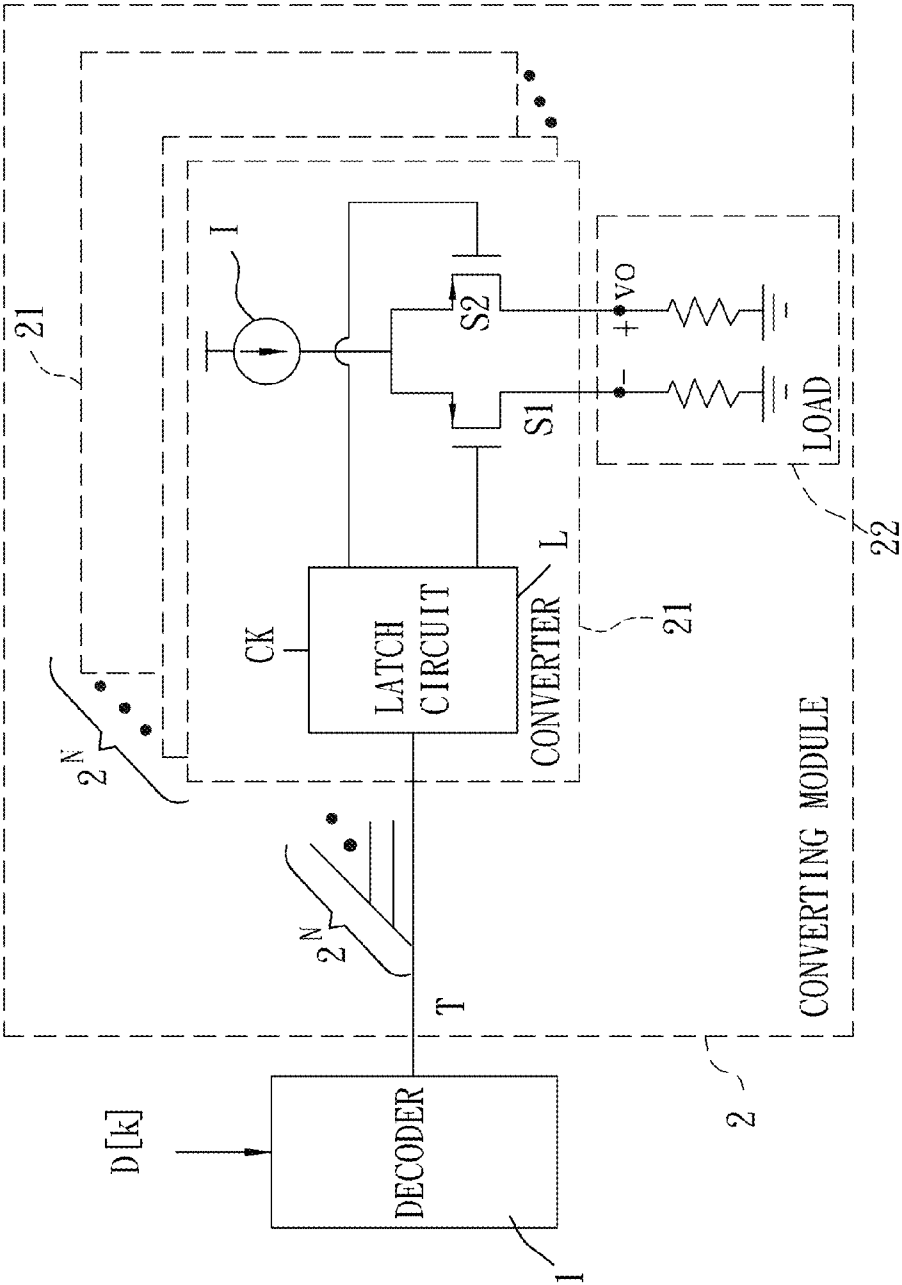 D[k]
DECODER
1
T
2^N
2^N
21
CK
LATCH
CIRCUIT
L
CONVERTER
21
I
S1
S2
- + VO
LOAD
22
CONVERTING MODULE
2